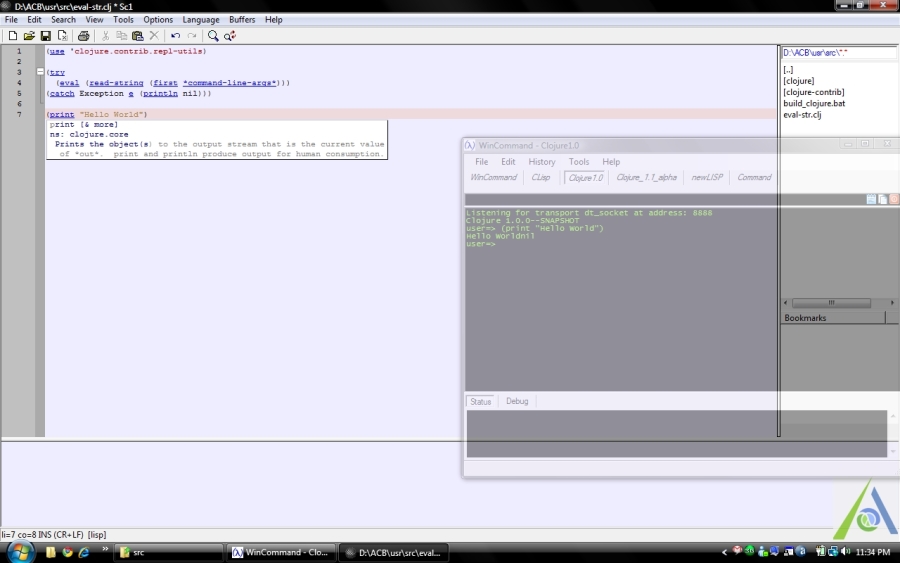 D:\ACB\usr\src\eval-str.clj * Sc1
File Edit Search View Tools Options Language Buffers Help
1 (use 'clojure.contrib.repl-utils)
2
3 (try
4 (eval (read-string (first *command-line-args*)))
5 (catch Exception e (println nil)))
6
7 (print "Hello World")
print [& more]
ns: clojure.core
Prints the object(s) to the output stream that is the current value
of *out*. print and println produce output for human consumption.
D:\ACB\usr\src\*.*
[..]
[clojure]
[clojure-contrib]
build_clojure.bat
eval-str.clj
WinCommand - Clojure1.0
File Edit History Tools Help
WinCommand CLisp Clojure1.0 Clojure_1.1_alpha newLISP Command
Listening for transport dt_socket at address: 8888
Clojure 1.0.0--SNAPSHOT
user=> (print "Hello World")
Hello Worldnil
user=>
Bookmarks
Status Debug
li=7 co=8 INS (CR+LF) [lisp]
src
WinCommand - Clo...
D:\ACB\usr\src\eval...
11:34 PM